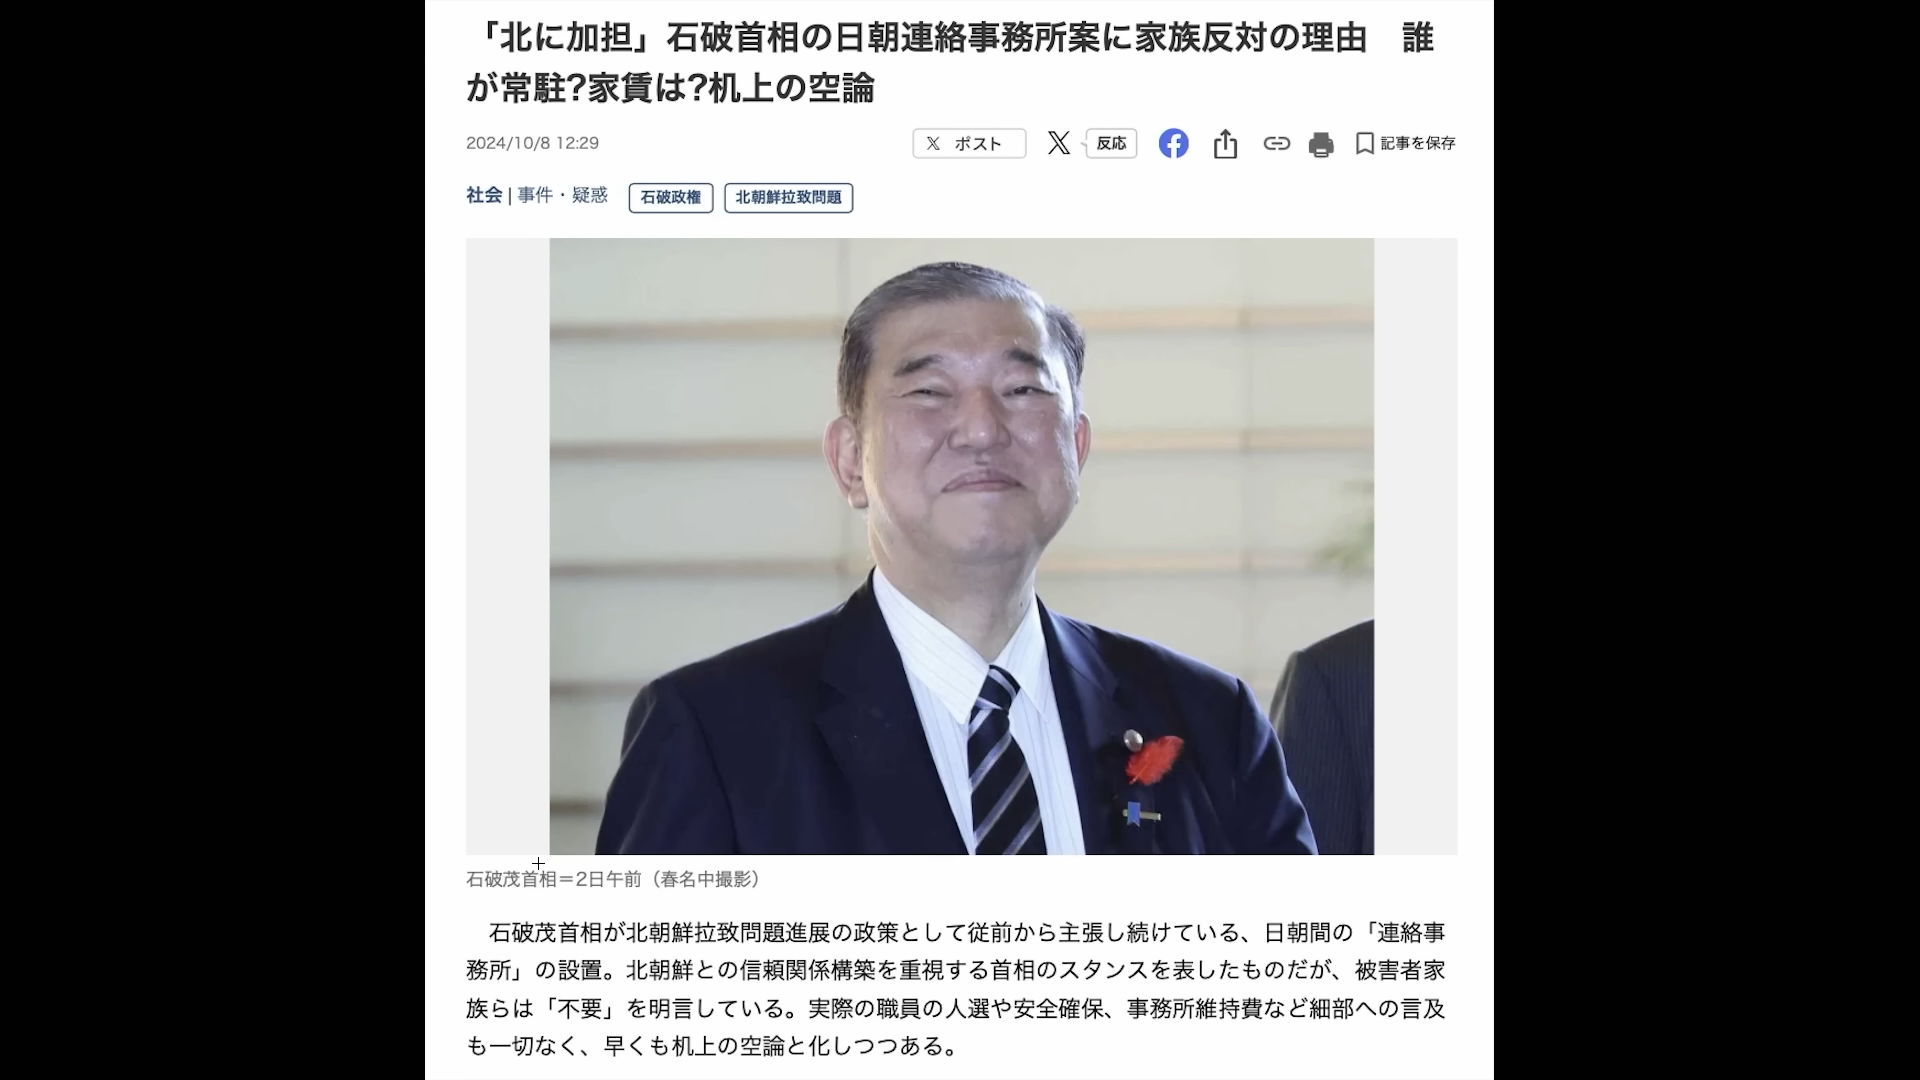 「北に加担」石破首相の日朝連絡事務所案に家族反対の理由　誰
が常駐?家賃は?机上の空論
2024/10/8 12:29
ポスト
反応
記事を保存
社会 | 事件・疑惑
石破政権
北朝鮮拉致問題
石破茂首相＝2日午前（春名中撮影）
石破茂首相が北朝鮮拉致問題進展の政策として従前から主張し続けている、日朝間の「連絡事
務所」の設置。北朝鮮との信頼関係構築を重視する首相のスタンスを表したものだが、被害者家
族らは「不要」を明言している。実際の職員の人選や安全確保、事務所維持費など細部への言及
も一切なく、早くも机上の空論と化しつつある。